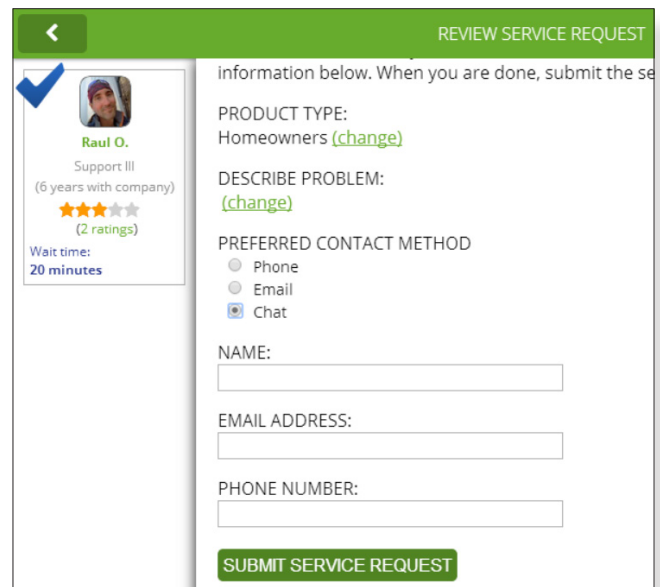 REVIEW SERVICE REQUEST
Raul O.
Support III
(6 years with company)
(2 ratings)
Wait time:
20 minutes
information below. When you are done, submit the se
PRODUCT TYPE:
Homeowners (change)
DESCRIBE PROBLEM:
(change)
PREFERRED CONTACT METHOD
Phone
Email
Chat
NAME:
EMAIL ADDRESS:
PHONE NUMBER:
SUBMIT SERVICE REQUEST